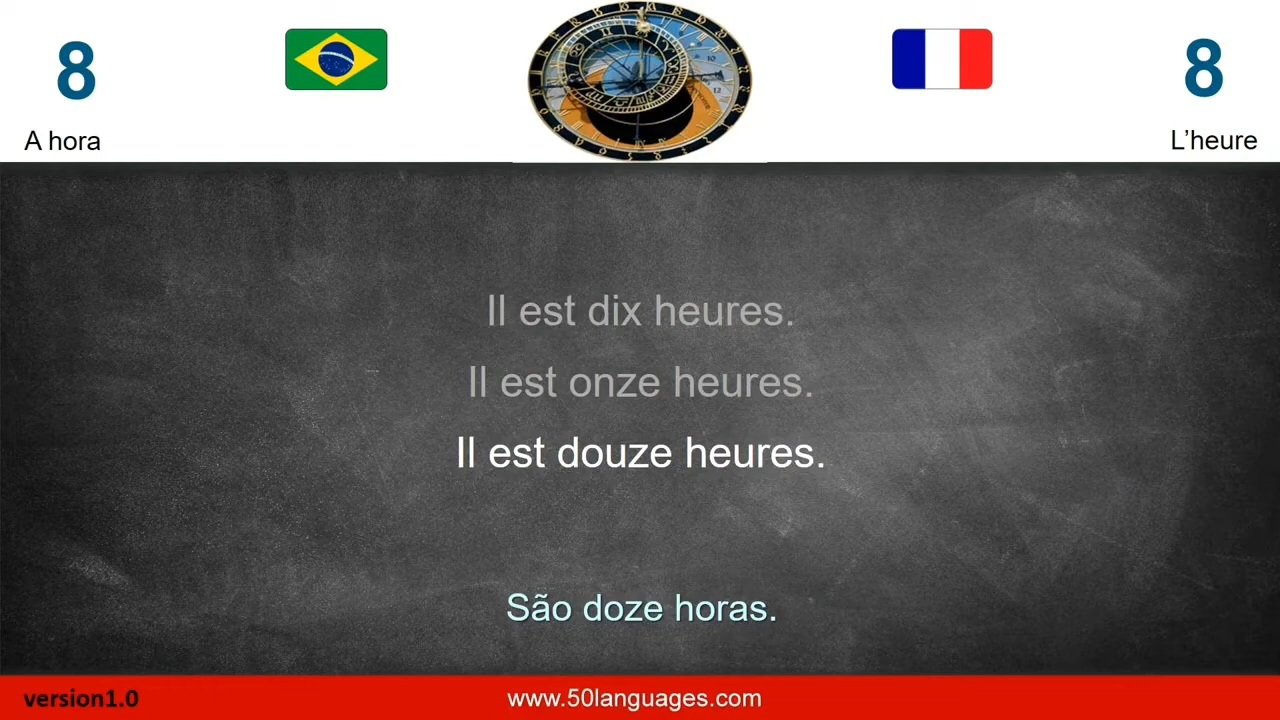 8
8
A hora
L’heure
Il est dix heures.
Il est onze heures.
Il est douze heures.
São doze horas.
version1.0
www.50languages.com